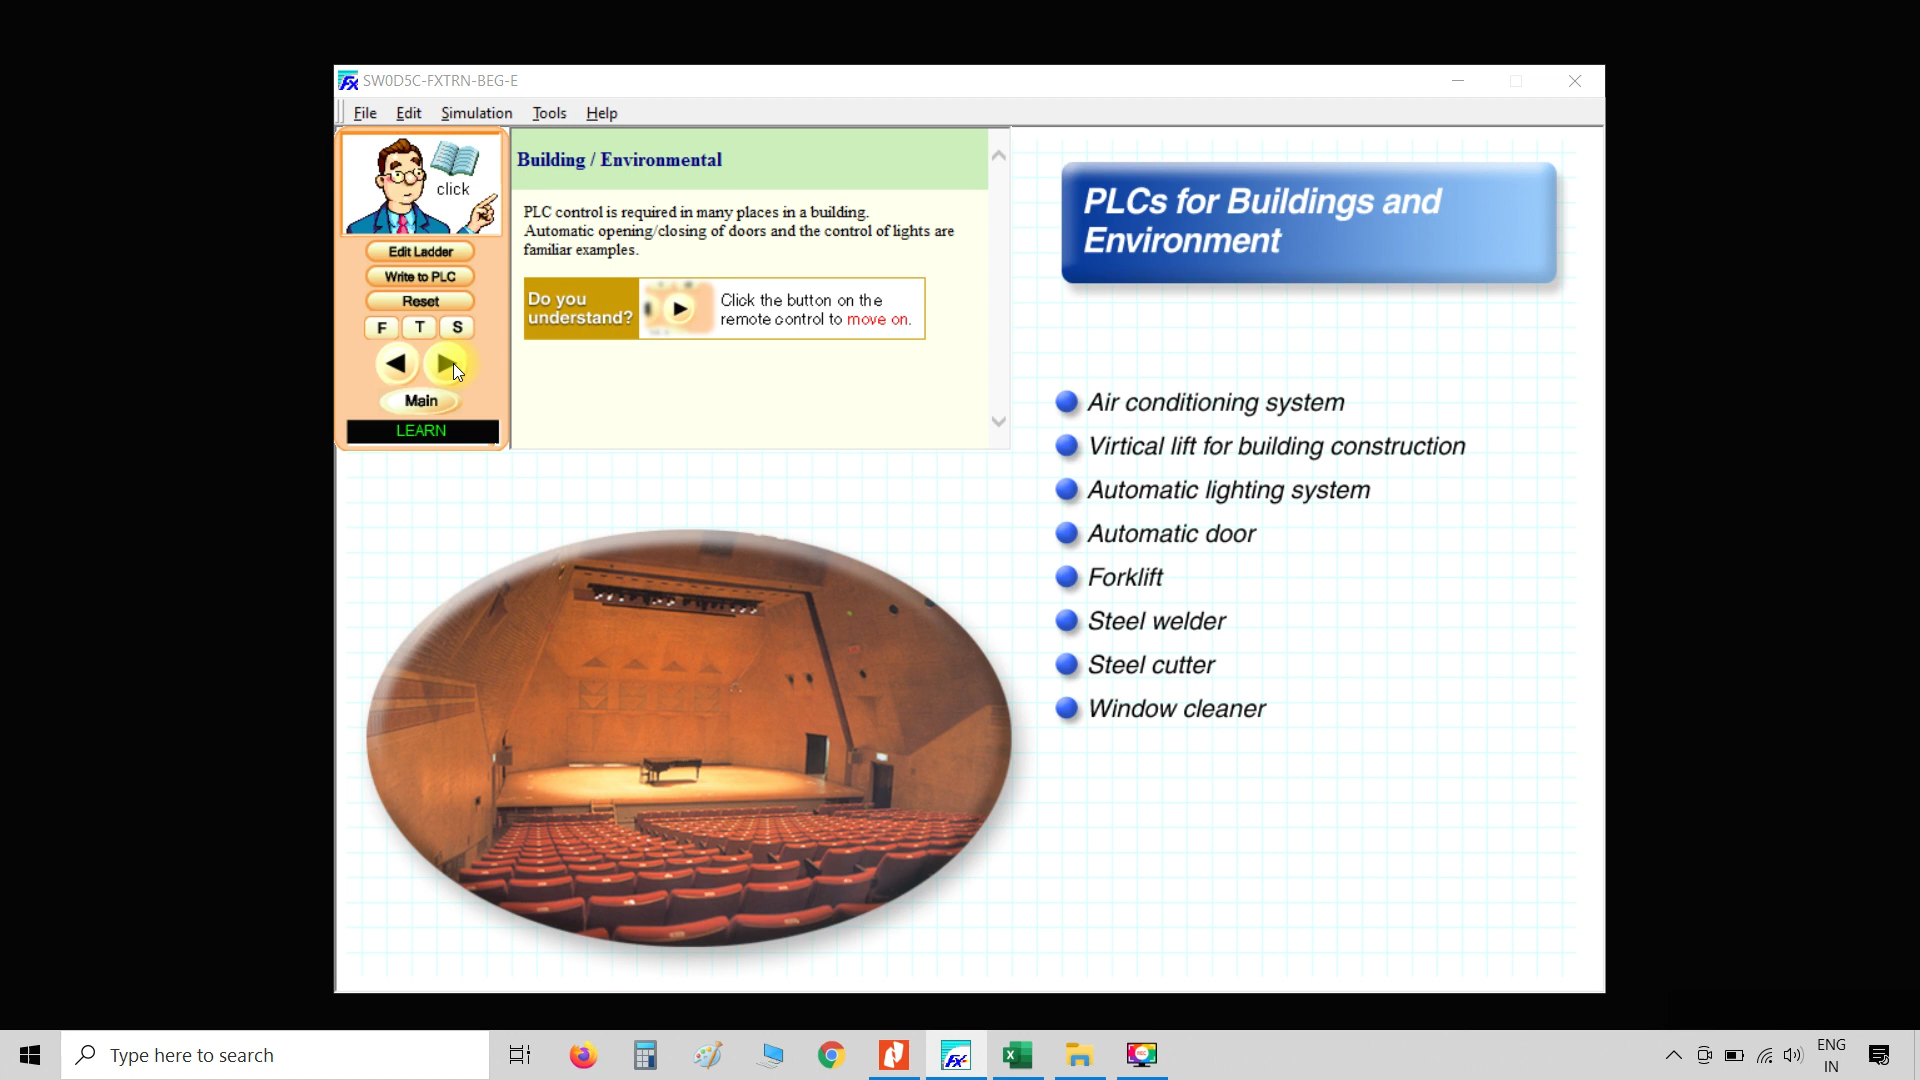 SW0D5C-FXTRN-BEG-E
File Edit Simulation Tools Help
click
Edit Ladder
Write to PLC
Reset
F T S
Main
LEARN
Building / Environmental
PLC control is required in many places in a building.
Automatic opening/closing of doors and the control of lights are
familiar examples.
Do you
understand?
Click the button on the
remote control to move on.
PLCs for Buildings and
Environment
Air conditioning system
Virtical lift for building construction
Automatic lighting system
Automatic door
Forklift
Steel welder
Steel cutter
Window cleaner
Type here to search
ENG
IN